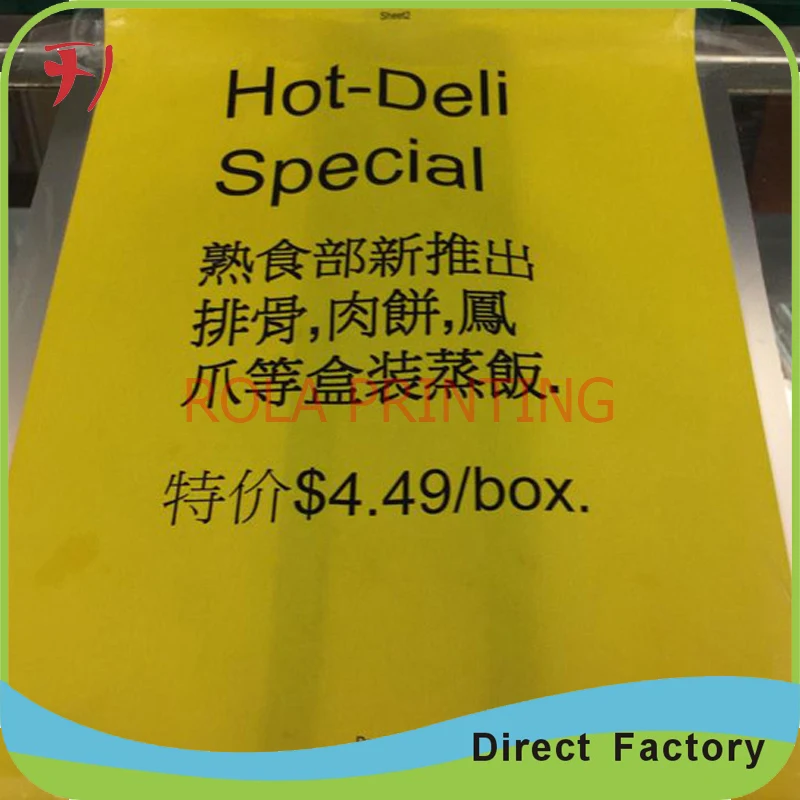 Sheet2
Hot-Deli
Special
熟食部新推出
排骨,肉餅,鳳
爪等盒装蒸飯.
ROLA PRINTING
特价$4.49/box.
Direct Factory